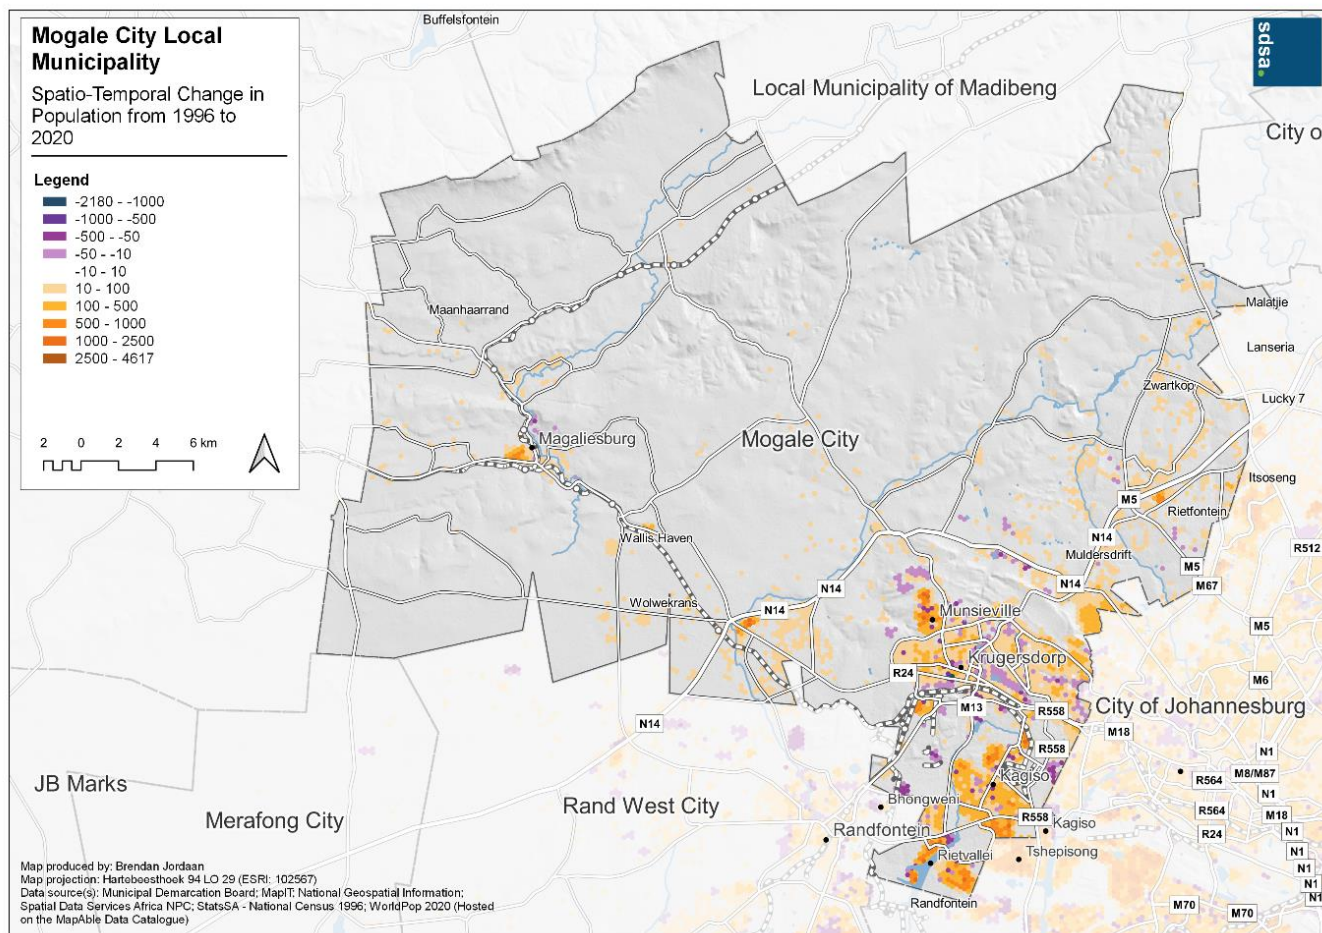 Mogale City Local
Municipality
Spatio-Temporal Change in
Population from 1996 to
2020
Legend
-2180 - -1000
-1000 - -500
-500 - -50
-50 - -10
-10 - 10
10 - 100
100 - 500
500 - 1000
1000 - 2500
2500 - 4617
2 0 2 4 6 km
Buffelsfontein
sdsa.
Local Municipality of Madibeng
City o
Maanhaarrand
Malatjie
Lanseria
Zwartkop
Lucky 7
Magaliesburg
Mogale City
Itsoseng
M5
Rietfontein
Wallis Haven
N14
R512
Muldersdrift
M5
N14
M67
N14
Wolwekrans
N14
Munsieville
M5
Krugersdorp
R24
M6
M13
R558
City of Johannesburg
N14
M18
R558
N1
JB Marks
Kagiso
R564
M8/M87
Rand West City
Bhongweni
N1
Merafong City
R558
R564
M18
Randfontein
Kagiso
R24
N1
Rietvallei
Tshepisong
N1
N1
Randfontein
M70
M70
N1
Map produced by: Brendan Jordaan
Map projection: Hartebeesthoek 94 LO 29 (ESRI: 102567)
Data source(s): Municipal Demarcation Board; MapIT: National Geospatial Information;
Spatial Data Services Africa NPC; StatsSA - National Census 1996; WorldPop 2020 (Hosted
on the MapAble Data Catalogue)